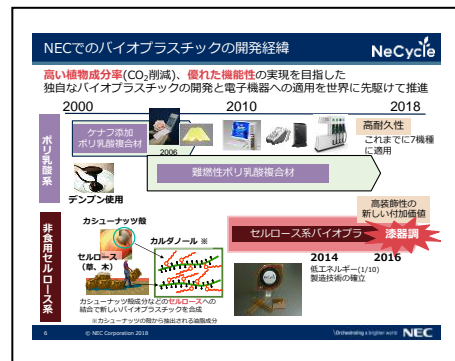 NECでのバイオプラスチックの開発経緯
NeCycle
高い植物成分率(CO₂削減)、優れた機能性の実現を目指した
独自なバイオプラスチックの開発と電子機器への適用を世界に先駆けて推進
2000
2010
2018
ポリ乳酸系
ケナフ添加
ポリ乳酸複合材
2006
高耐久性
これまでに7機種
に適用
難燃性ポリ乳酸複合材
デンプン使用
高装飾性の
新しい付加価値
非食用セルロース系
カシューナッツ殻
カルダノール ※
セルロース
(草、木)
セルロース系バイオプラ
漆器調
2014
2016
低エネルギー(1/10)
製造技術の確立
カシューナッツ殻成分などのセルロースへの
結合で新しいバイオプラスチックを合成
※カシューナッツの殻から抽出される油脂成分
6
© NEC Corporation 2018
\Orchestrating a brighter world
NEC